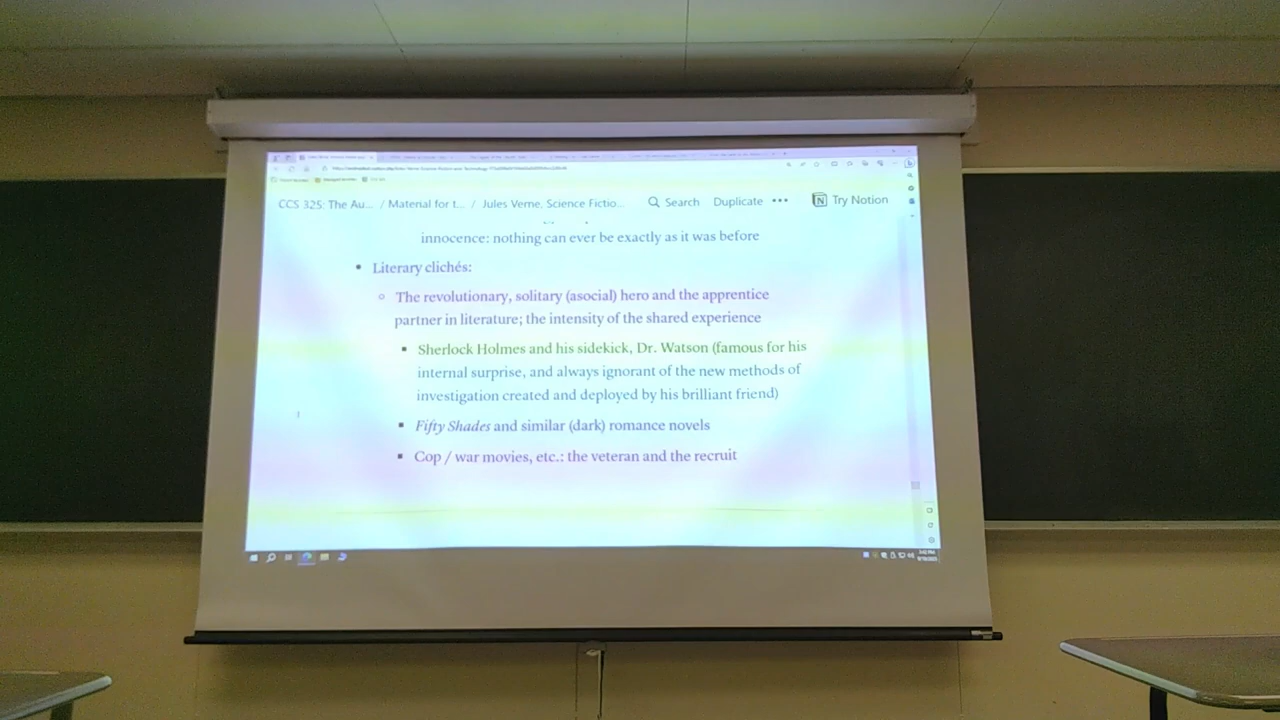 CCS 325: The Au... / Material for t... / Jules Verne. Science Fictio... Search Duplicate ••• Try Notion
innocence: nothing can ever be exactly as it was before
• Literary clichés:
◦ The revolutionary, solitary (asocial) hero and the apprentice
partner in literature; the intensity of the shared experience
▪ Sherlock Holmes and his sidekick, Dr. Watson (famous for his
internal surprise, and always ignorant of the new methods of
investigation created and deployed by his brilliant friend)
▪ Fifty Shades and similar (dark) romance novels
▪ Cop / war movies, etc.: the veteran and the recruit